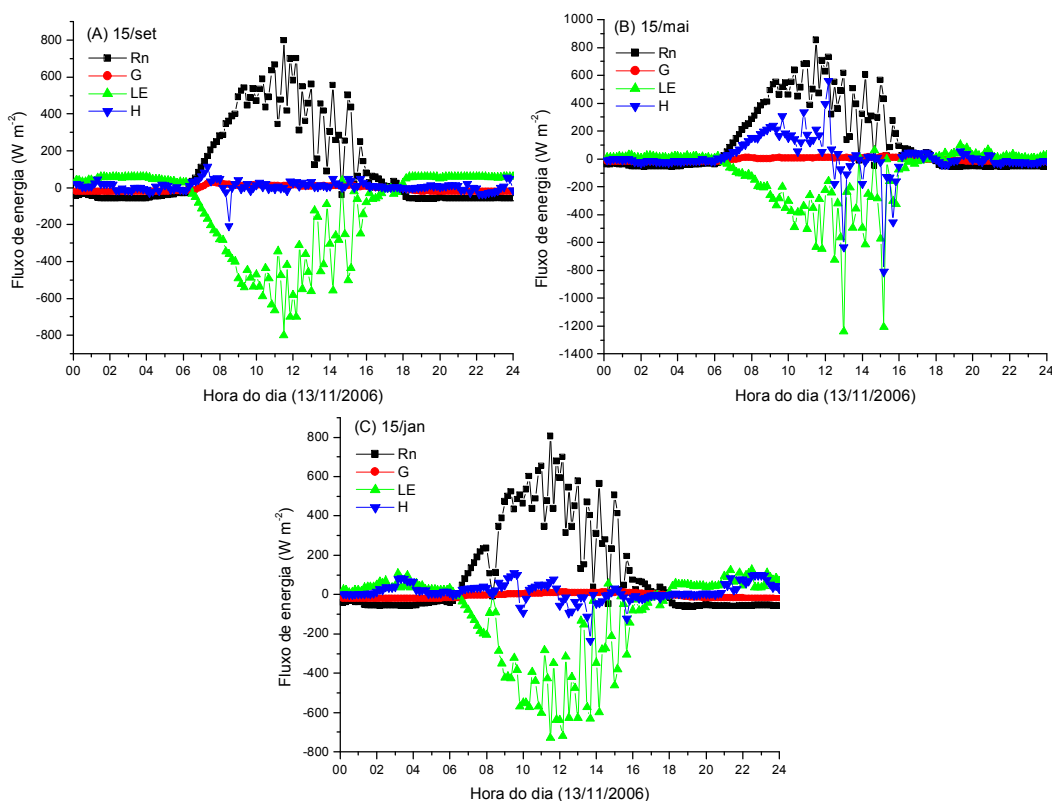 (A) 15/set
Rn
G
LE
H
800
600
400
200
0
-200
-400
-600
-800
Fluxo de energia (W m⁻²)
00 02 04 06 08 10 12 14 16 18 20 22 24
Hora do dia (13/11/2006)
(B) 15/mai
Rn
G
LE
H
1000
800
600
400
200
0
-200
-400
-600
-800
-1000
-1200
-1400
Fluxo de energia (W m⁻²)
00 02 04 06 08 10 12 14 16 18 20 22 24
Hora do dia (13/11/2006)
(C) 15/jan
Rn
G
LE
H
800
600
400
200
0
-200
-400
-600
-800
Fluxo de energia (W m⁻²)
00 02 04 06 08 10 12 14 16 18 20 22 24
Hora do dia (13/11/2006)